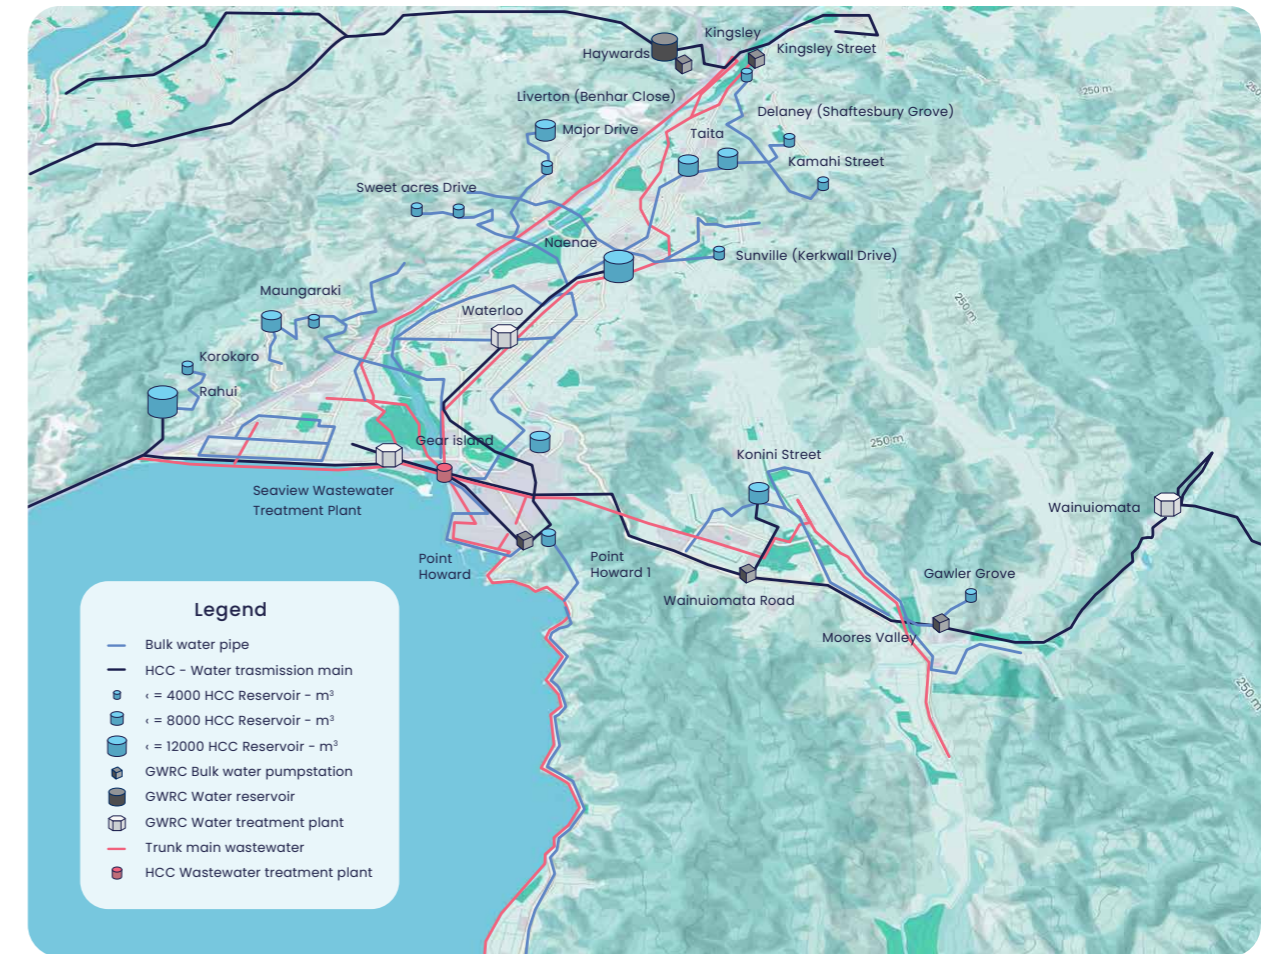 Kingsley
Haywards
Kingsley Street
250 m
250
Liverton (Benhar Close)
Delaney (Shaftesbury Grove)
Major Drive
Taita
Kamahi Street
Sweet acres Drive
Naenae
Sunville (Kerkwall Drive)
Maungaraki
Waterloo
250 m
Korokoro
Rahui
Gear island
250 m
Konini Street
Seaview Wastewater
Treatment Plant
Wainuiomata
Point
Howard
Point
Howard 1
Gawler Grove
Wainuiomata Road
Moores Valley
250 m
Legend
Bulk water pipe
HCC - Water trasmission main
‹ = 4000 HCC Reservoir - m³
‹ = 8000 HCC Reservoir - m³
‹ = 12000 HCC Reservoir - m³
GWRC Bulk water pumpstation
GWRC Water reservoir
GWRC Water treatment plant
Trunk main wastewater
HCC Wastewater treatment plant